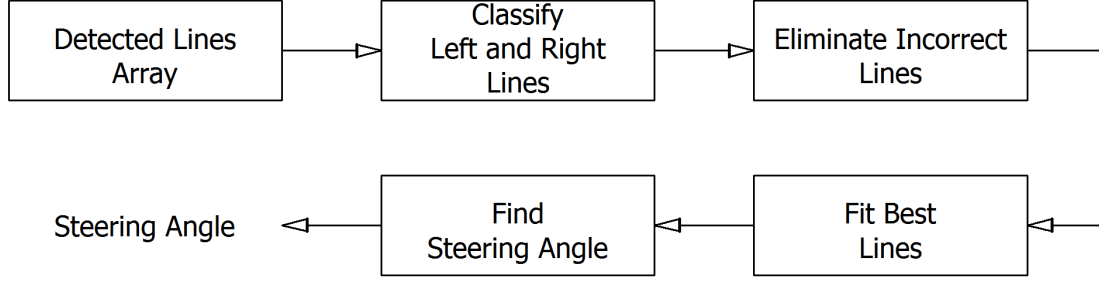 Detected Lines
Array
Classify
Left and Right
Lines
Eliminate Incorrect
Lines
Fit Best
Lines
Find
Steering Angle
Steering Angle